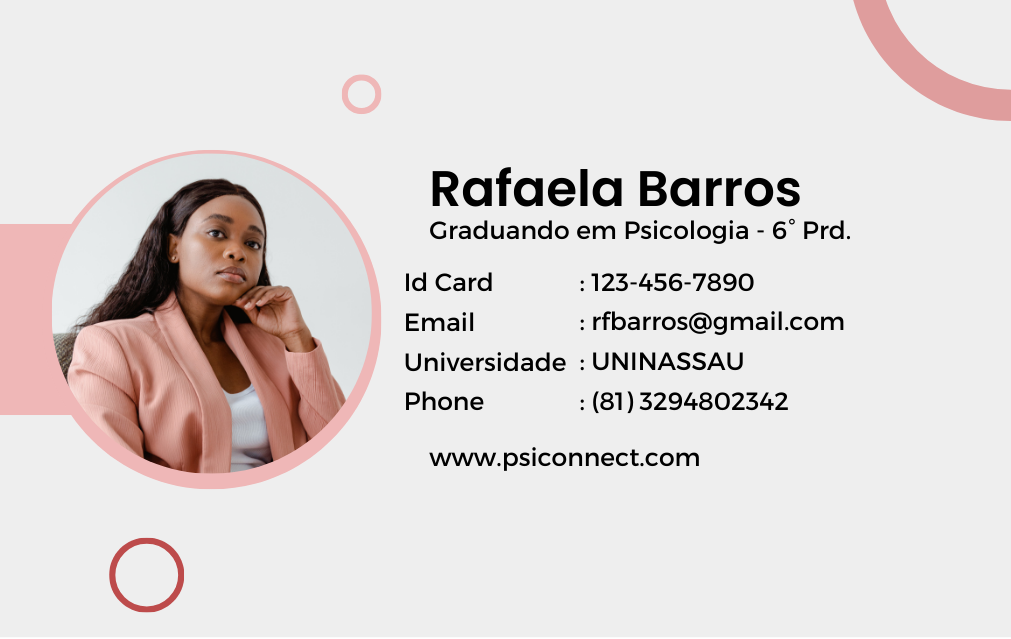 Rafaela Barros
Graduando em Psicologia - 6° Prd.
Id Card : 123-456-7890
Email : rfbarros@gmail.com
Universidade : UNINASSAU
Phone : (81) 3294802342
www.psiconnect.com